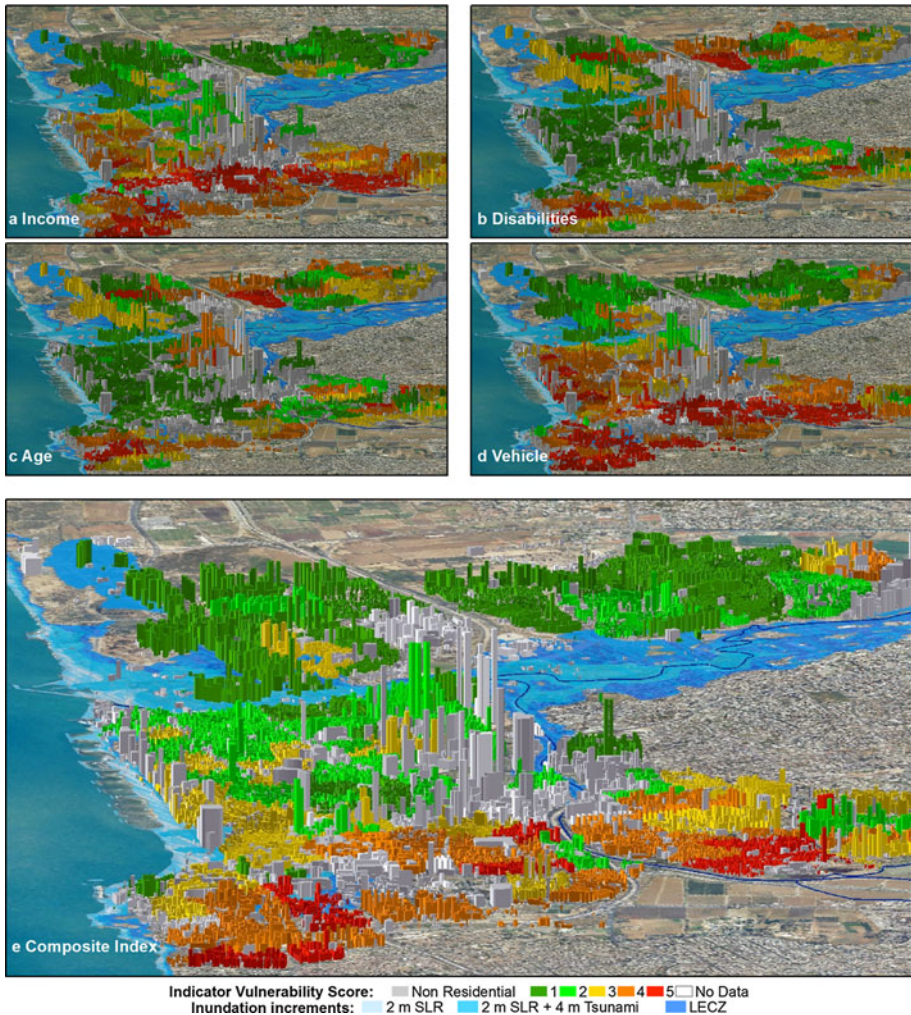 a Income
b Disabilities
c Age
d Vehicle
e Composite Index
Indicator Vulnerability Score: Non Residential 1 2 3 4 5 No Data
Inundation increments: 2 m SLR 2 m SLR + 4 m Tsunami LECZ